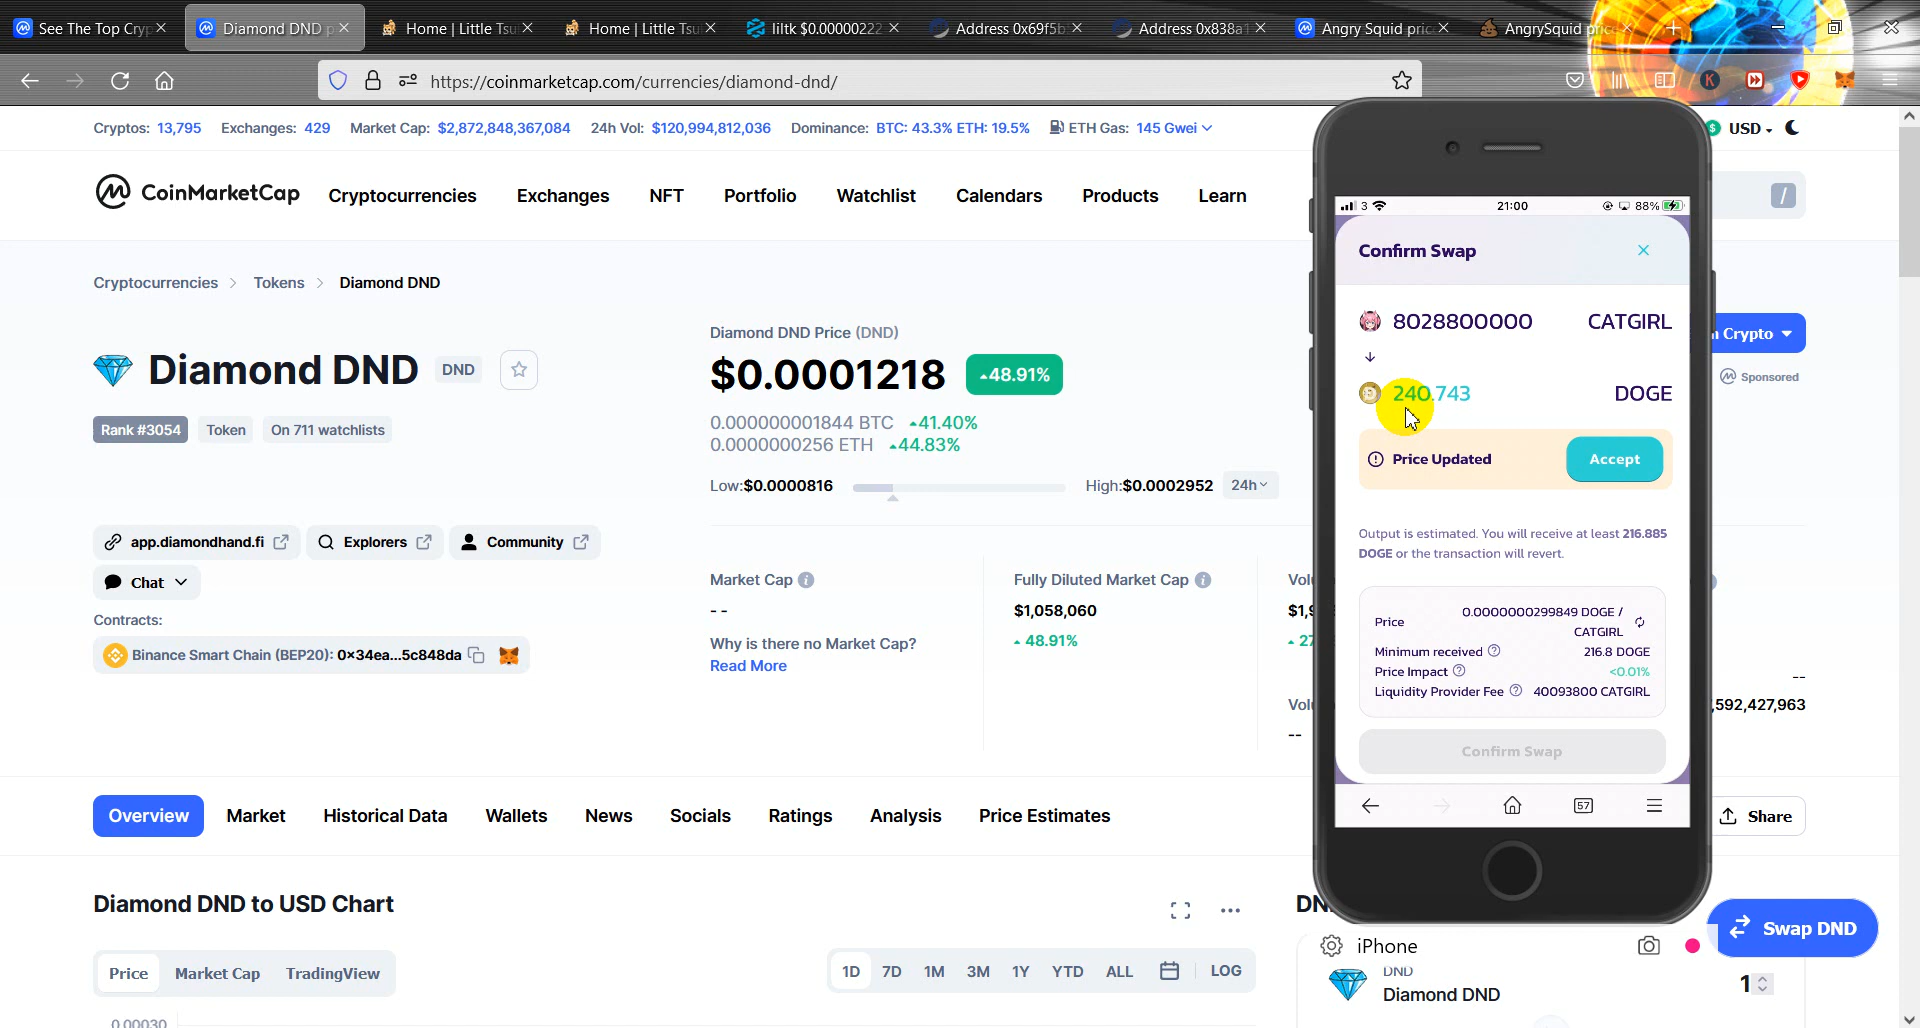 See The Top Cryp
Diamond DND p
Home | Little Tsu
Home | Little Tsu
liltk $0.00000222
Address 0x69f5b
Address 0x838a1
Angry Squid pric
AngrySquid pric
https://coinmarketcap.com/currencies/diamond-dnd/
Cryptos: 13,795 Exchanges: 429 Market Cap: $2,872,848,367,084 24h Vol: $120,994,812,036 Dominance: BTC: 43.3% ETH: 19.5% ETH Gas: 145 Gwei
USD
CoinMarketCap
Cryptocurrencies Exchanges NFT Portfolio Watchlist Calendars Products Learn
/
Cryptocurrencies > Tokens > Diamond DND
Diamond DND DND
Rank #3054 Token On 711 watchlists
app.diamondhand.fi Explorers Community
Chat
Contracts:
Binance Smart Chain (BEP20): 0x34ea...5c848da
Diamond DND Price (DND)
$0.0001218 48.91%
0.000000001844 BTC 41.40%
0.0000000256 ETH 44.83%
Low:$0.0000816 High:$0.0002952 24h
Market Cap
- -
Why is there no Market Cap?
Read More
Fully Diluted Market Cap
$1,058,060
48.91%
Crypto
Sponsored
--
,592,427,963
--
Overview Market Historical Data Wallets News Socials Ratings Analysis Price Estimates
Share
Diamond DND to USD Chart
Price Market Cap TradingView
1D 7D 1M 3M 1Y YTD ALL LOG
0.00030
Swap DND
DND
Diamond DND
1
3 21:00 88%
Confirm Swap
8028800000 CATGIRL
240.743 DOGE
Price Updated Accept
Output is estimated. You will receive at least 216.885
DOGE or the transaction will revert.
Price 0.0000000299849 DOGE /
CATGIRL
Minimum received 216.8 DOGE
Price Impact <0.01%
Liquidity Provider Fee 40093800 CATGIRL
Confirm Swap
57
iPhone